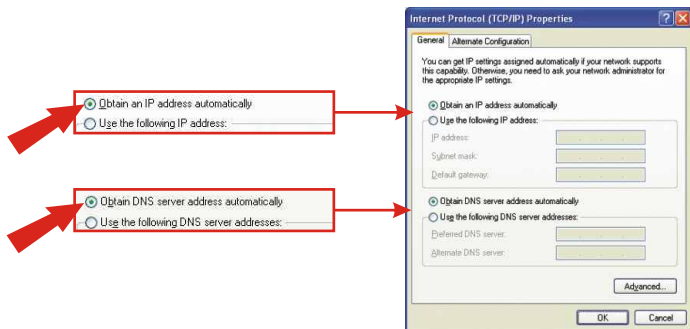 Obtain an IP address automatically
Use the following IP address:
Obtain DNS server address automatically
Use the following DNS server addresses:
Internet Protocol (TCP/IP) Properties
General
Alternate Configuration
You can get IP settings assigned automatically if your network supports
this capability. Otherwise, you need to ask your network administrator for
the appropriate IP settings.
Obtain an IP address automatically
Use the following IP address:
IP address:
Subnet mask:
Default gateway:
Obtain DNS server address automatically
Use the following DNS server addresses:
Preferred DNS server:
Alternate DNS server:
Advanced...
OK
Cancel